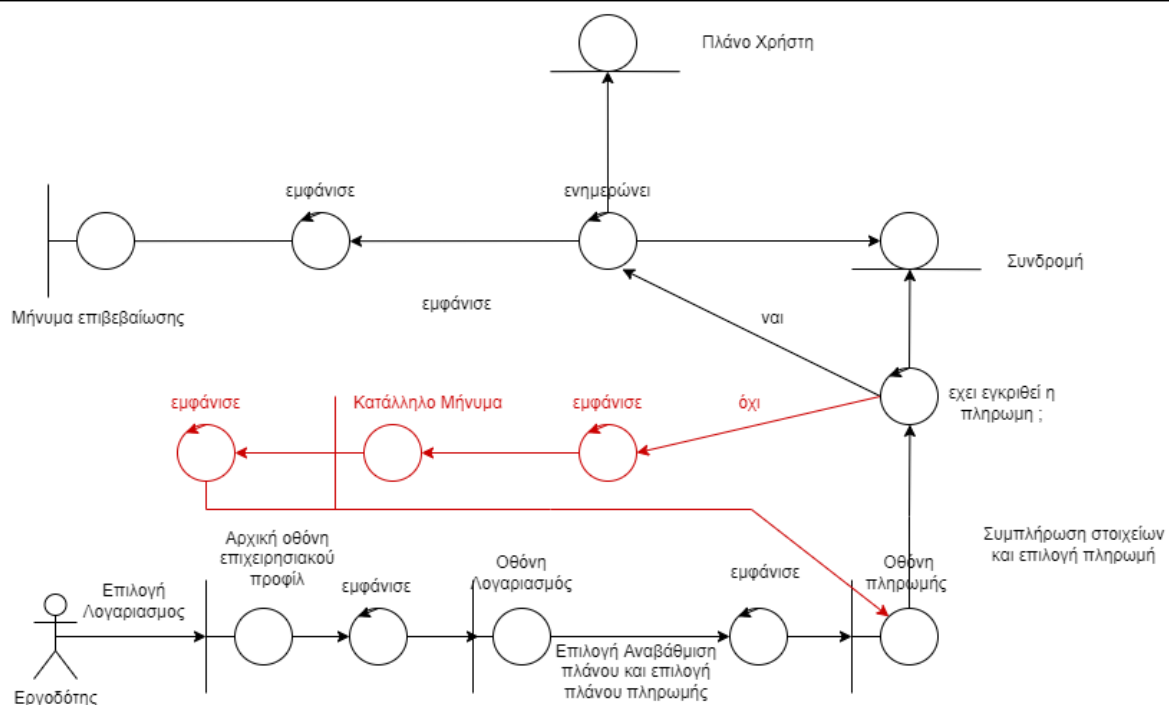 Πλάνο Χρήστη
εμφάνισε
ενημερώνει
Συνδρομή
Μήνυμα επιβεβαίωσης
εμφάνισε
ναι
εμφάνισε
Κατάλληλο Μήνυμα
εμφάνισε
όχι
εχει εγκριθεί η
πληρωμη ;
Συμπλήρωση στοιχείων
και επιλογή πληρωμή
Επιλογή
Λογαριασμος
Αρχική οθόνη
επιχειρησιακού
προφίλ
εμφάνισε
Οθόνη
Λογαριασμός
εμφάνισε
Οθόνη
πληρωμής
Επιλογή Αναβάθμιση
πλάνου και επιλογή
πλάνου πληρωμής
Εργοδότης